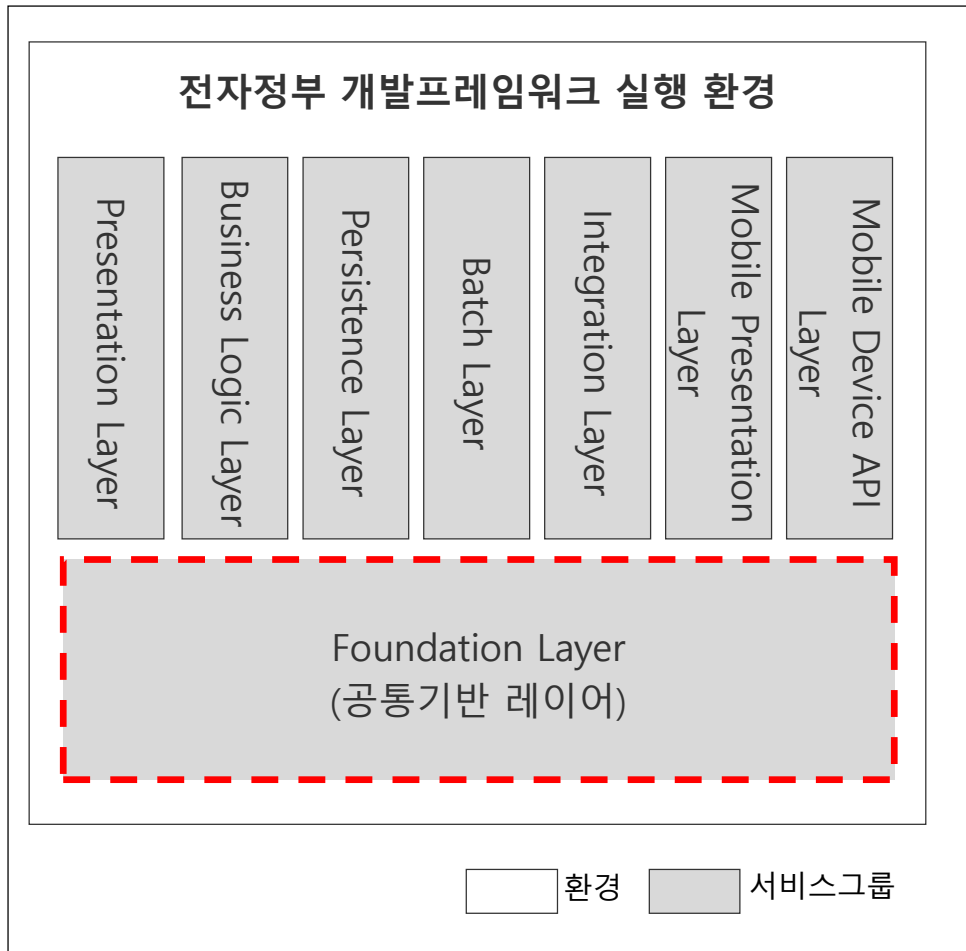 전자정부 개발프레임워크 실행 환경
Presentation Layer
Business Logic Layer
Persistence Layer
Batch Layer
Integration Layer
Mobile Presentation
Layer
Mobile Device API
Layer
Foundation Layer
(공통기반 레이어)
환경
서비스그룹